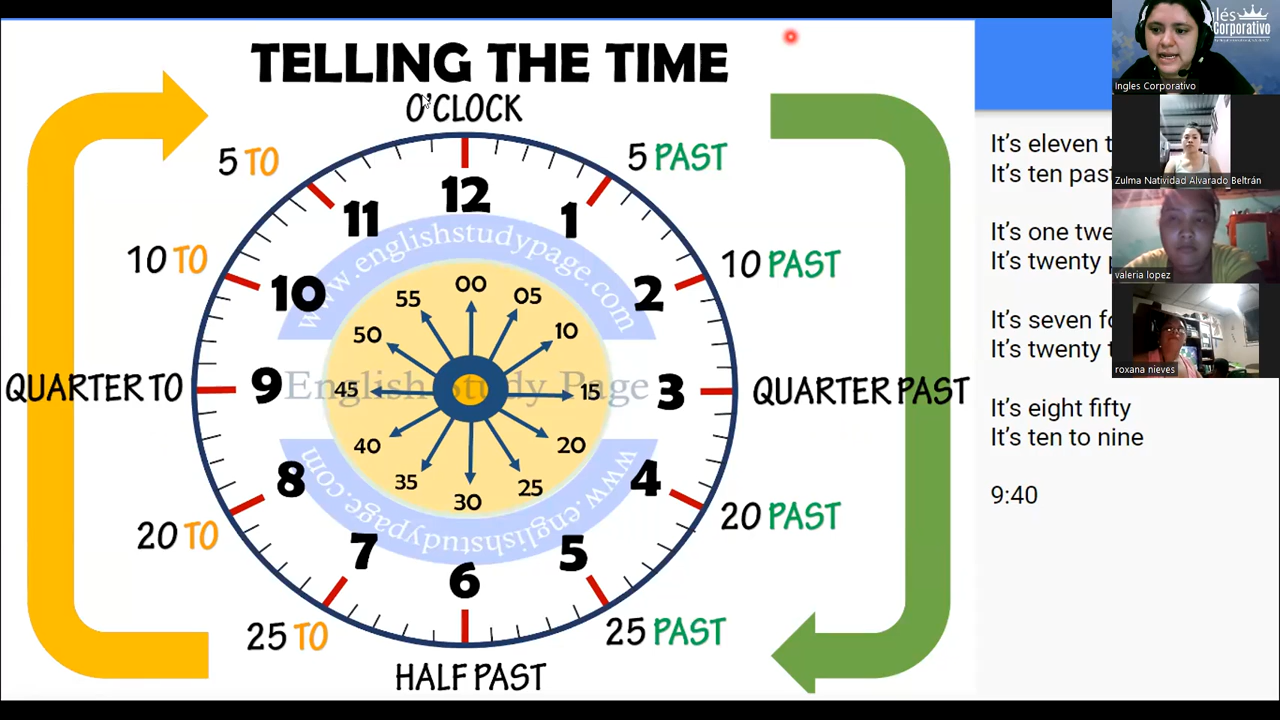 TELLING THE TIME
O'CLOCK
5 TO
5 PAST
12
11
1
10 TO
10 PAST
10
2
www.englishstudypage.com
00
55
05
50
10
QUARTER TO
9
English Study Page
45
15
3
QUARTER PAST
40
20
35
25
30
8
4
www.englishstudypage.com
20 TO
20 PAST
7
5
6
25 TO
25 PAST
HALF PAST
It's eleven
It's ten past
It's one
It's twenty
It's seven
It's twenty
It's eight fifty
It's ten to nine
9:40
Corporativo
Ingles Corporativo
Zulma Natividad Alvarado Beltrán
valeria lopez
roxana nieves